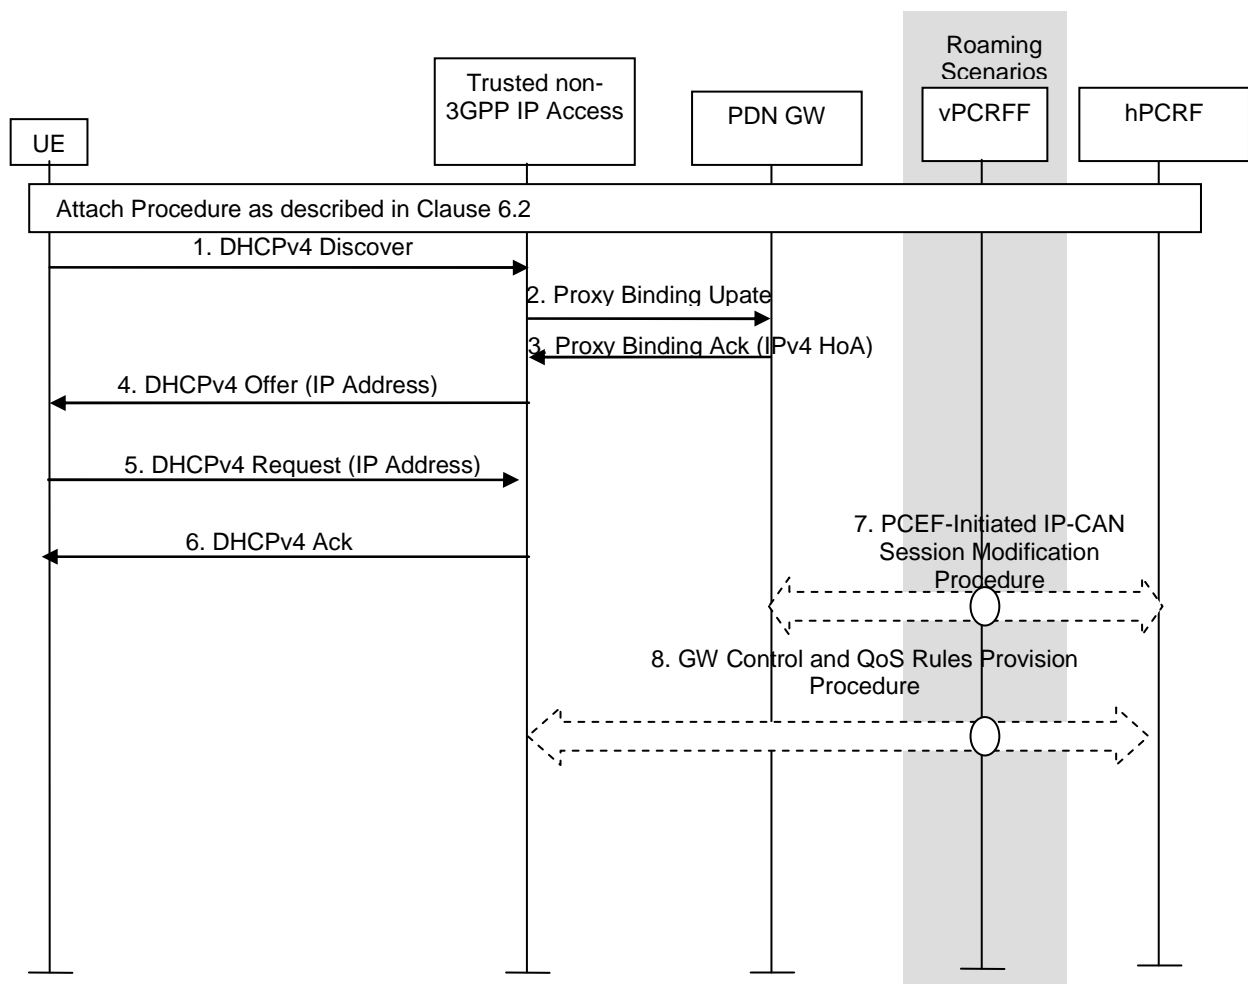 Roaming
Scenarios
Trusted non-
3GPP IP Access
PDN GW
vPCRFF
hPCRF
UE
Attach Procedure as described in Clause 6.2
1. DHCPv4 Discover
2. Proxy Binding Upate
3. Proxy Binding Ack (IPv4 HoA)
4. DHCPv4 Offer (IP Address)
5. DHCPv4 Request (IP Address)
6. DHCPv4 Ack
7. PCEF-Initiated IP-CAN
Session Modification
Procedure
8. GW Control and QoS Rules Provision
Procedure